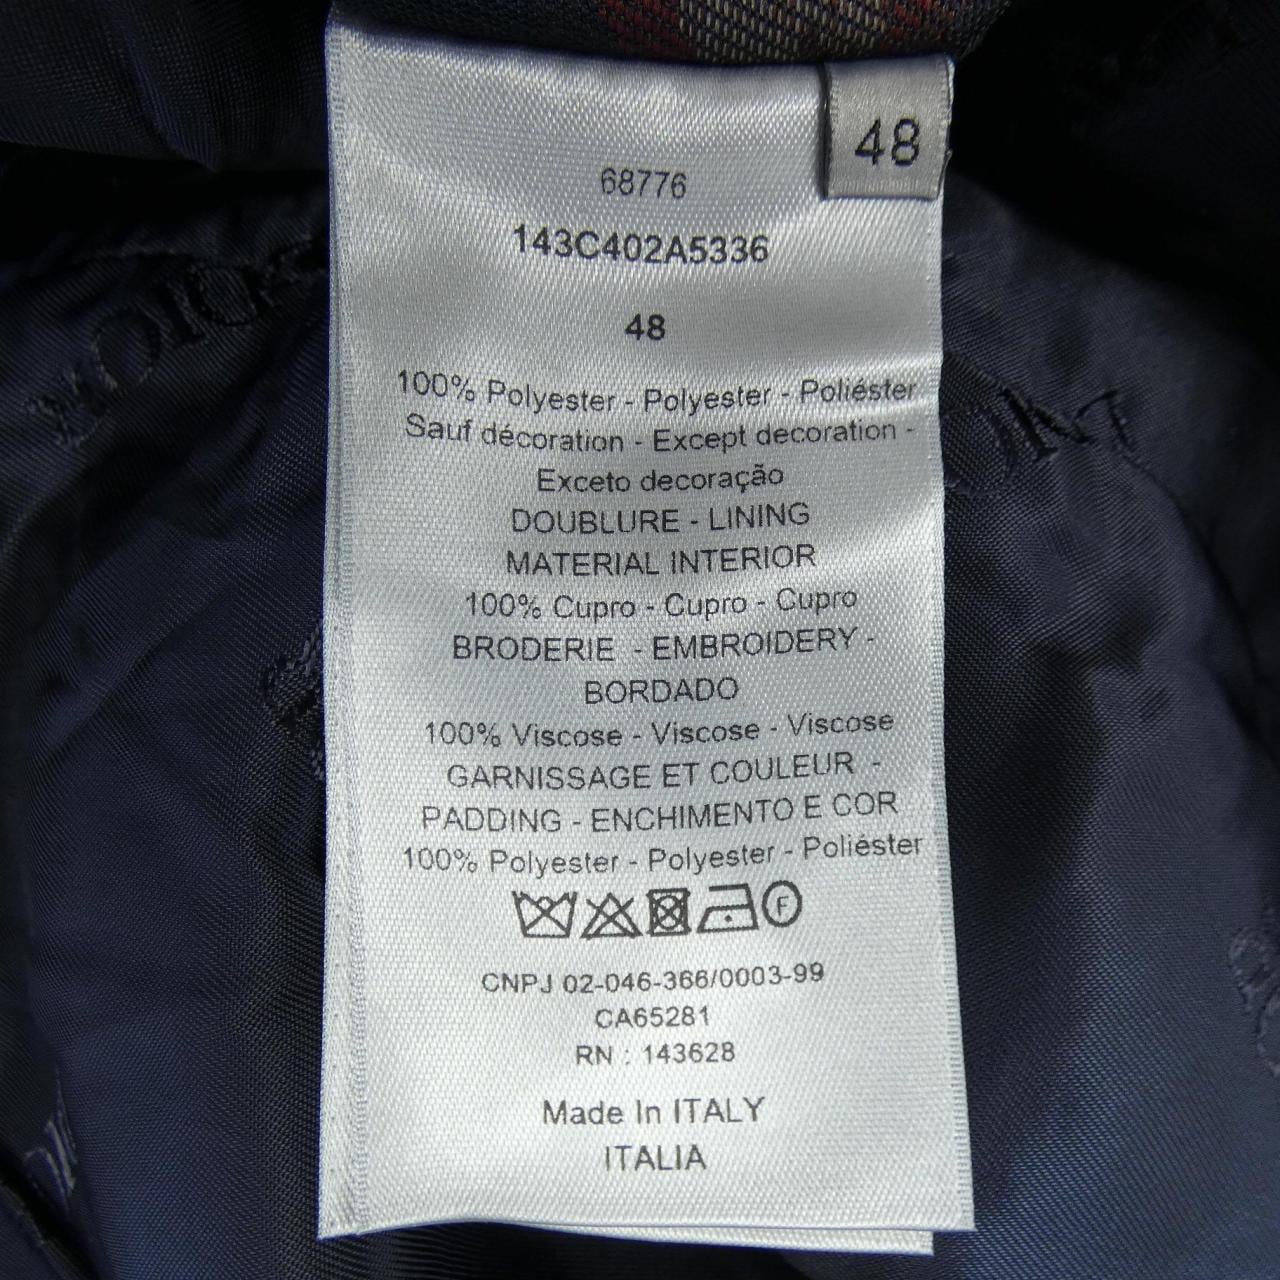 48
68776
143C402A5336
48
100% Polyester - Polyester - Poliéster
Sauf décoration - Except decoration -
Exceto decoração
DOUBLURE - LINING
MATERIAL INTERIOR
100% Cupro - Cupro - Cupro
BRODERIE - EMBROIDERY -
BORDADO
100% Viscose - Viscose - Viscose
GARNISSAGE ET COULEUR -
PADDING - ENCHIMENTO E COR
100% Polyester - Polyester - Poliéster
F
CNPJ 02-046-366/0003-99
CA65281
RN : 143628
Made In ITALY
ITALIA